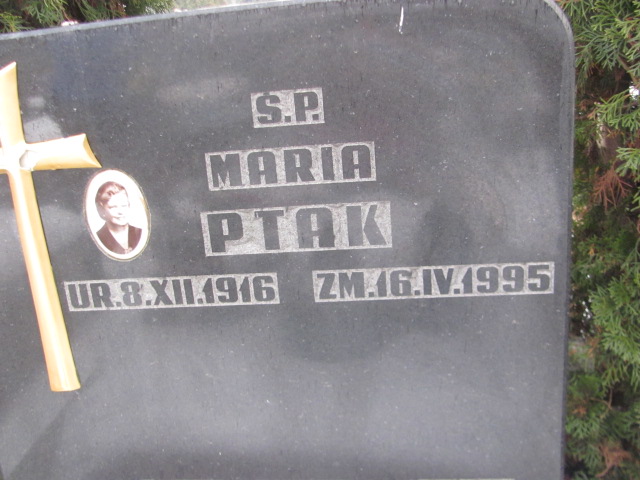 Ś.P.
MARIA
PTAK
UR.8.XII.1916 ZM.16.IV.1995